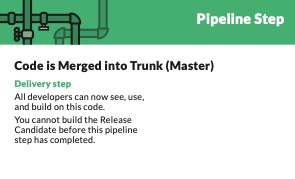 Pipeline Step
Code is Merged into Trunk (Master)
Delivery step
All developers can now see, use,
and build on this code.
You cannot build the Release
Candidate before this pipeline
step has completed.